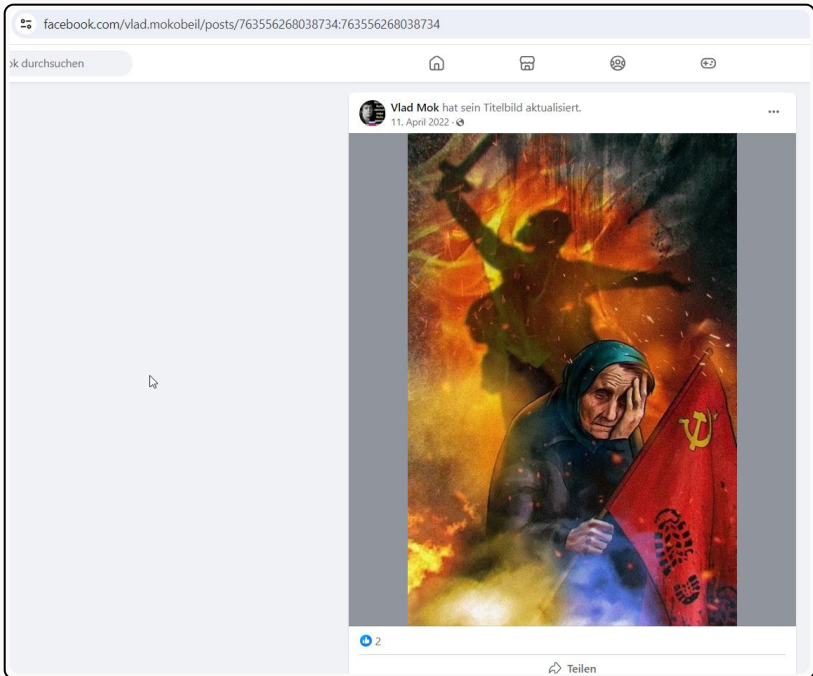 facebook.com/vlad.mokobeil/posts/763556268038734:763556268038734
ok durchsuchen
Vlad Mok hat sein Titelbild aktualisiert.
11. April 2022 ·
2
Teilen